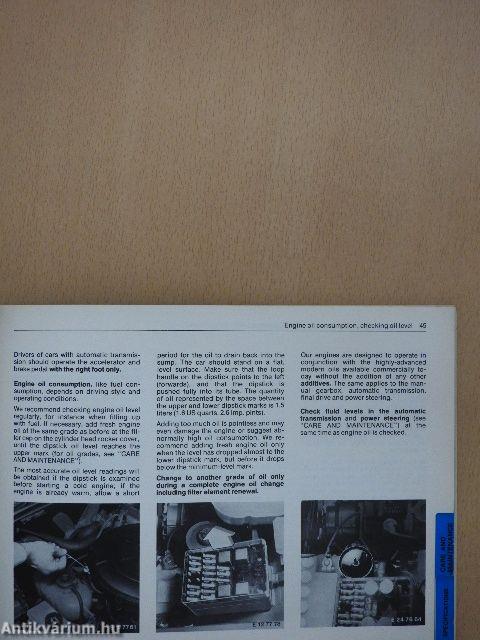 Engine oil consumption, checking oil level 45
Drivers of cars with automatic transmis-
sion should operate the accelerator and
brake pedal with the right foot only.
Engine oil consumption, like fuel con-
sumption, depends on driving style and
operating conditions.
We recommend checking engine oil level
regularly, for instance when filling up
with fuel. If necessary, add fresh engine
oil of the same grade as before at the fil-
ler cap on the cylinder head rocker cover,
until the dipstick oil level reaches the
upper mark (for oil grades, see "CARE
AND MAINTENANCE").
The most accurate oil level readings will
be obtained if the dipstick is examined
before starting a cold engine, if the
engine is already warm, allow a short
period for the oil to drain back into the
sump. The car should stand on a flat,
level surface. Make sure that the loop
handle on the dipstick points to the left
(forwards), and that the dipstick is
pushed fully into its tube. The quantity
of oil represented by the space between
the upper and lower dipstick marks is 1.5
liters (1.6 US quarts, 2.6 Imp. pints).
Adding too much oil is pointless and may
even damage the engine or suggest ab-
normally high oil consumption. We re-
commend adding fresh engine oil only
when the level has dropped almost to the
lower dipstick mark, but before it drops
below the minimum-level mark.
Change to another grade of oil only
during a complete engine oil change
including filter element renewal.
Our engines are designed to operate in
conjunction with the highly-advanced
modern oils available commercially to-
day without the addition of any other
additives. The same applies to the man-
ual gearbox, automatic transmission,
final drive and power steering.
Check fluid levels in the automatic
transmission and power steering (see
"CARE AND MAINTENANCE") at the
same time as engine oil is checked.
E 12 77 78
E 24 76 64
CARE AND
MAINTENANCE
SPECIFICATIONS
Antikvárium.hu